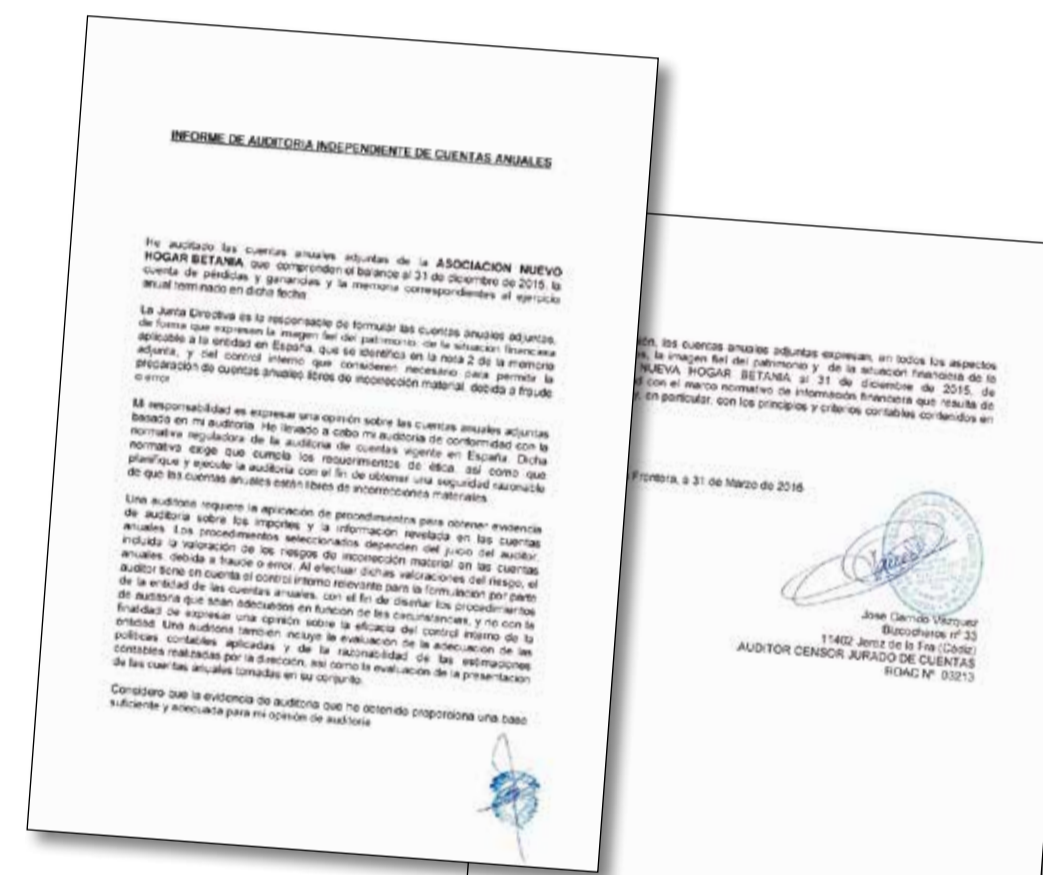 INFORME DE AUDITORIA INDEPENDIENTE DE CUENTAS ANUALES
He auditado las cuentas anuales adjuntas de la ASOCIACION NUEVO
HOGAR BETANIA, que comprenden el balance al 31 de diciembre de 2015, la
cuenta de pérdidas y ganancias y la memoria correspondientes al ejercicio
anual terminado en dicha fecha
La Junta Directiva es la responsable de formular las cuentas anuales adjuntas,
de forma que expresen la imagen fiel del patrimonio, de la situación financiera
aplicable a la entidad en España, que se identifica en la nota 2 de la memoria
adjunta, y del control interno que consideren necesario para permitir la
preparación de cuentas anuales libres de incorrección material, debida a fraude
o error
Mi responsabilidad es expresar una opinión sobre las cuentas anuales adjuntas
basada en mi auditoría. He llevado a cabo mi auditoría de conformidad con la
normativa reguladora de la auditoría de cuentas vigente en España. Dicha
normativa exige que cumpla los requerimientos de ética, así como que
planifique y ejecute la auditoría con el fin de obtener una seguridad razonable
de que las cuentas anuales están libres de incorrecciones materiales
Una auditoría requiere la aplicación de procedimientos para obtener evidencia
de auditoría sobre los importes y la información revelada en las cuentas
anuales. Los procedimientos seleccionados dependen del juicio del auditor,
incluida la valoración de los riesgos de incorrección material en las cuentas
anuales, debida a fraude o error. Al efectuar dichas valoraciones del riesgo, el
auditor tiene en cuenta el control interno relevante para la formulación por parte
de la entidad de las cuentas anuales, con el fin de diseñar los procedimientos
de auditoría que sean adecuados en función de las circunstancias, y no con la
finalidad de expresar una opinión sobre la eficacia del control interno de la
entidad. Una auditoría también incluye la evaluación de la adecuación de las
políticas contables aplicadas y de la razonabilidad de las estimaciones
contables realizadas por la dirección, así como la evaluación de la presentación
de las cuentas anuales tomadas en su conjunto.
Considero que la evidencia de auditoría que he obtenido proporciona una base
suficiente y adecuada para mi opinión de auditoría
las cuentas anuales adjuntas expresan, en todos los aspectos
la imagen fiel del patrimonio y de la situación financiera de la
NUEVA HOGAR BETANIA al 31 de diciembre de 2015, de
con el marco normativo de información financiera que resulta de
y, en particular, con los principios y criterios contables contenidos en
Frontera, a 31 de Marzo de 2016
Jose Garrido Vazquez
Bizcocheros nº 33
11402 Jerez de la Fra (Cádiz)
AUDITOR CENSOR JURADO DE CUENTAS
ROAC Nº 03213